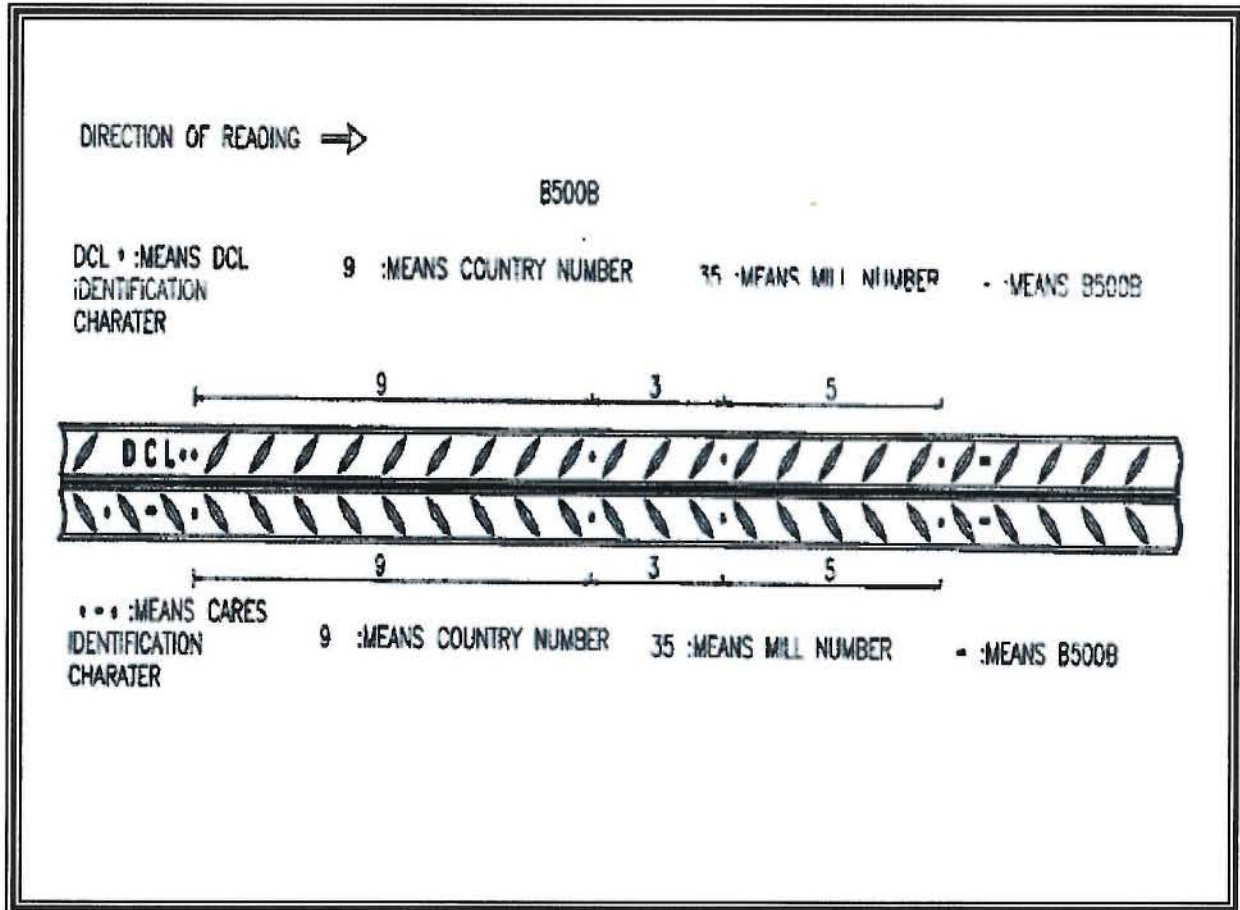 DIRECTION OF READING
B500B
DCL • :MEANS DCL
IDENTIFICATION
CHARATER
9 :MEANS COUNTRY NUMBER
35 :MEANS MILL NUMBER
- :MEANS B500B
9 3 5
DCL
9 3 5
• - • :MEANS CARES
IDENTIFICATION
CHARATER
9 :MEANS COUNTRY NUMBER
35 :MEANS MILL NUMBER
- :MEANS B500B